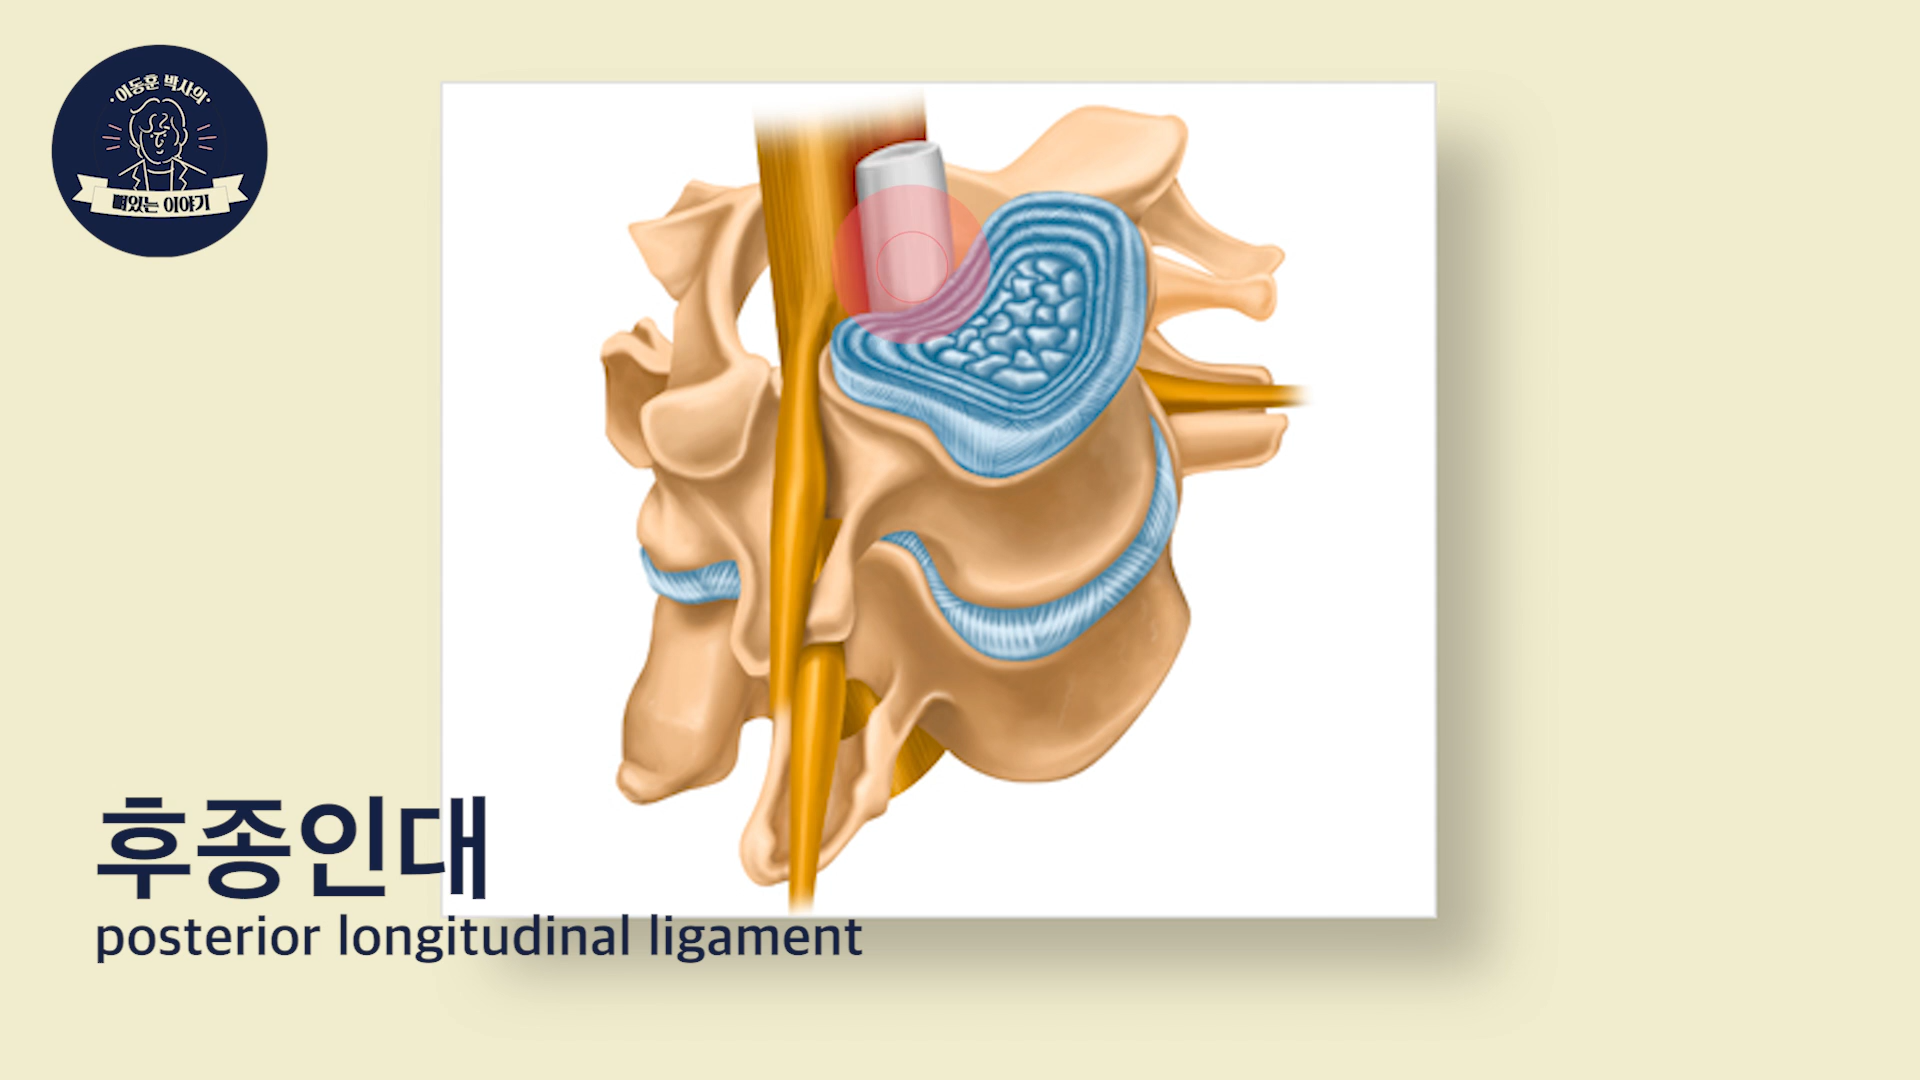 ·이동훈 박사의·
뼈있는 이야기
후종인대
posterior longitudinal ligament